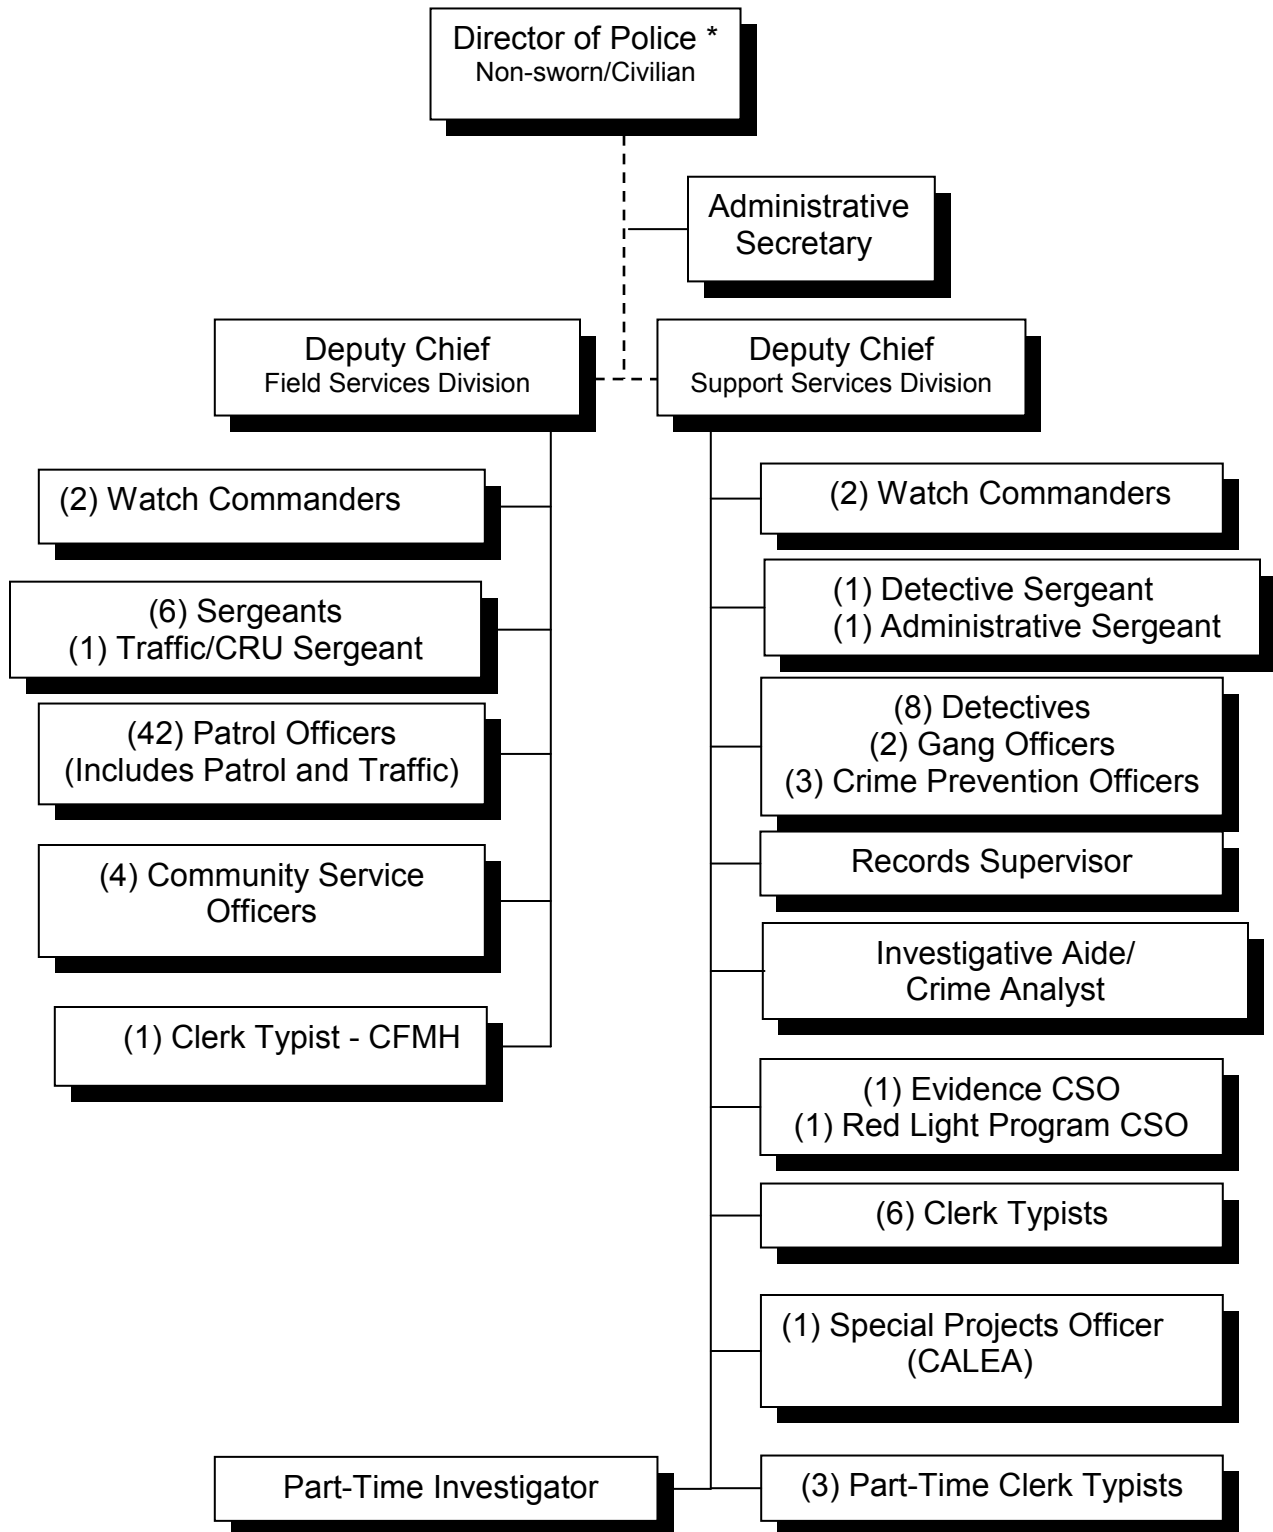 Director of Police *
Non-sworn/Civilian
Administrative
Secretary
Deputy Chief
Field Services Division
Deputy Chief
Support Services Division
(2) Watch Commanders
(6) Sergeants
(1) Traffic/CRU Sergeant
(42) Patrol Officers
(Includes Patrol and Traffic)
(4) Community Service
Officers
(1) Clerk Typist - CFMH
(2) Watch Commanders
(1) Detective Sergeant
(1) Administrative Sergeant
(8) Detectives
(2) Gang Officers
(3) Crime Prevention Officers
Records Supervisor
Investigative Aide/
Crime Analyst
(1) Evidence CSO
(1) Red Light Program CSO
(6) Clerk Typists
(1) Special Projects Officer
(CALEA)
Part-Time Investigator
(3) Part-Time Clerk Typists